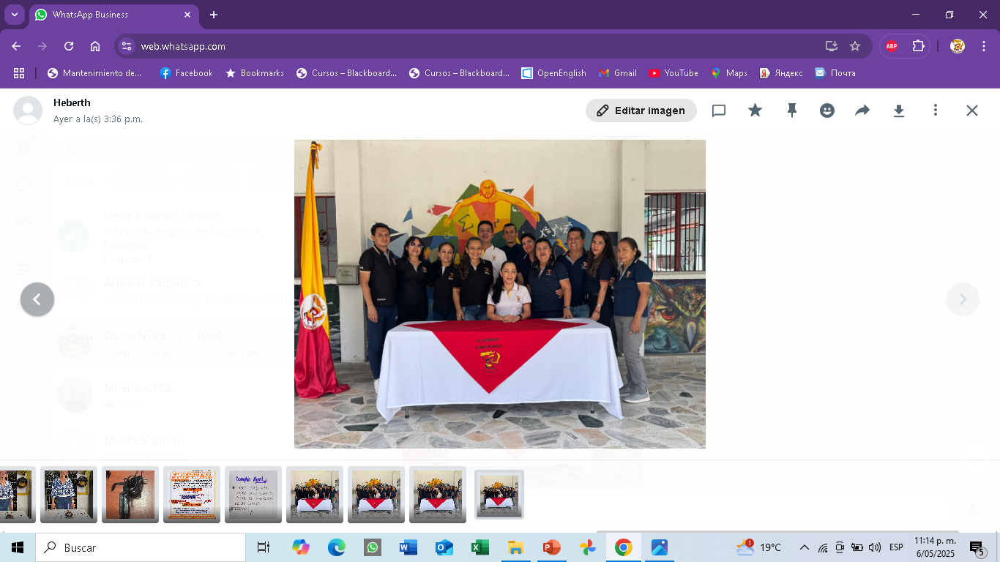 WhatsApp Business
web.whatsapp.com
ABP
Mantenimiento de...
Facebook
Bookmarks
Cursos – Blackboard...
Cursos – Blackboard...
OpenEnglish
Gmail
YouTube
Maps
Яндекс
Почта
Heberth
Ayer a la(s) 3:36 p.m.
Editar imagen
Buscar
Todos
No leídos
Favoritos
Grupos
Llega a nuevos clientes
Anuncia tu empresa en Facebook e
Instagram.
Empezar
Argenis Pagadora
DOCENTES J.T - 2024
David: Se eliminó este mensaje.
Milena Ortiz
Video
Motta Sobrino
Buscar
19°C
ESP
11:14 p. m.
6/05/2025
5